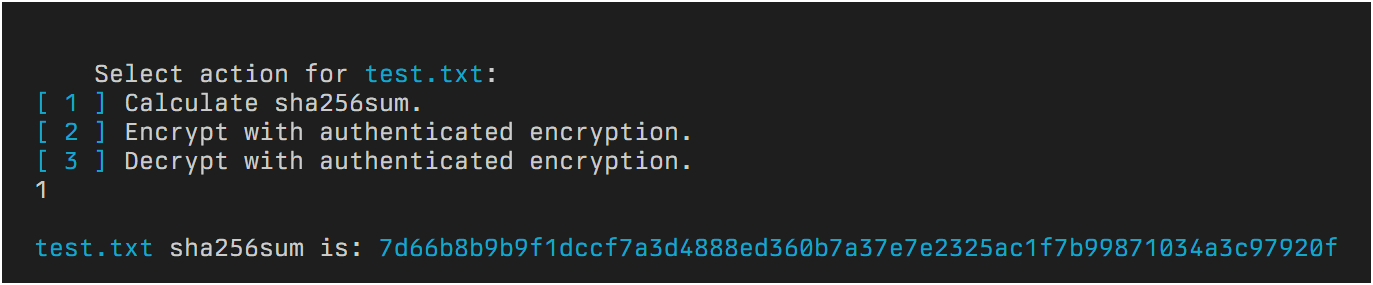 Select action for test.txt:
[ 1 ] Calculate sha256sum.
[ 2 ] Encrypt with authenticated encryption.
[ 3 ] Decrypt with authenticated encryption.
1
test.txt sha256sum is: 7d66b8b9b9f1dccf7a3d4888ed360b7a37e7e2325ac1f7b99871034a3c97920f